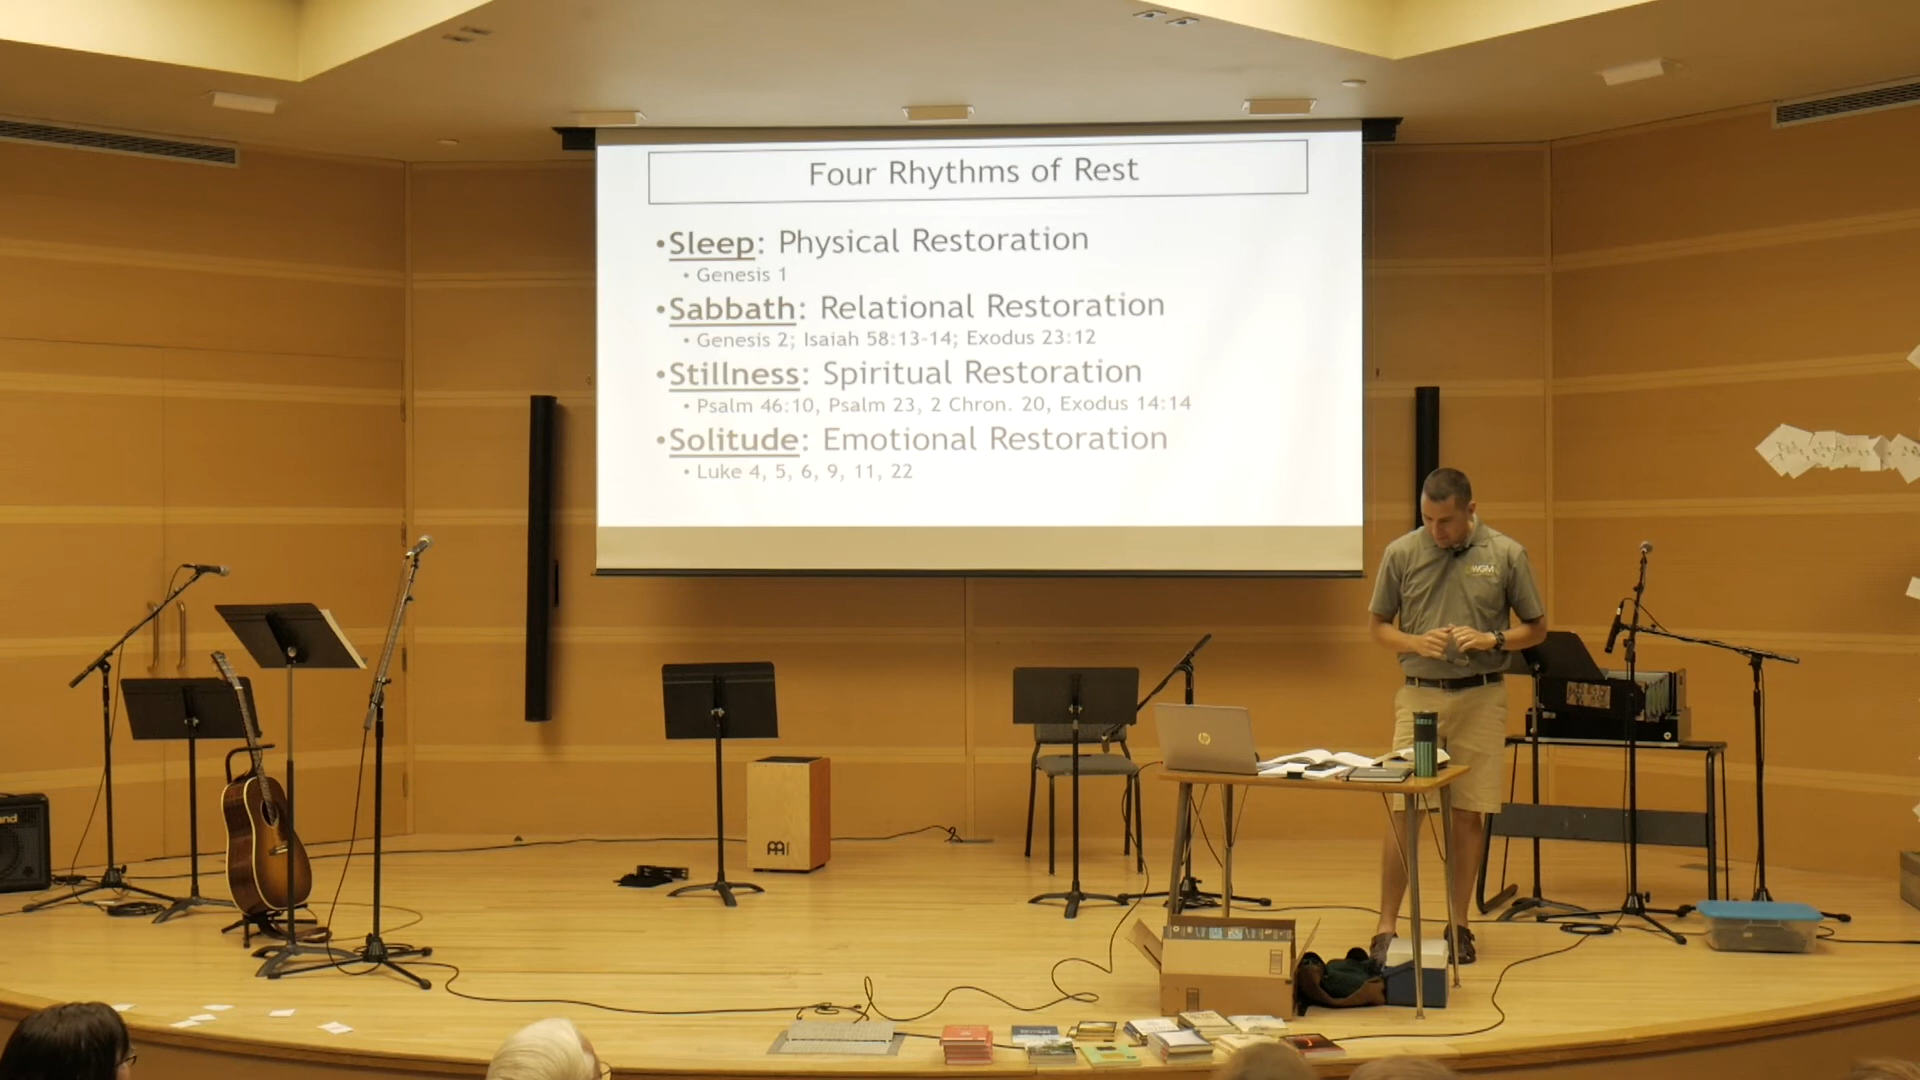 Four Rhythms of Rest
•Sleep: Physical Restoration
• Genesis 1
•Sabbath: Relational Restoration
• Genesis 2; Isaiah 58:13-14; Exodus 23:12
•Stillness: Spiritual Restoration
• Psalm 46:10, Psalm 23, 2 Chron. 20, Exodus 14:14
•Solitude: Emotional Restoration
• Luke 4, 5, 6, 9, 11, 22
WGM
hp